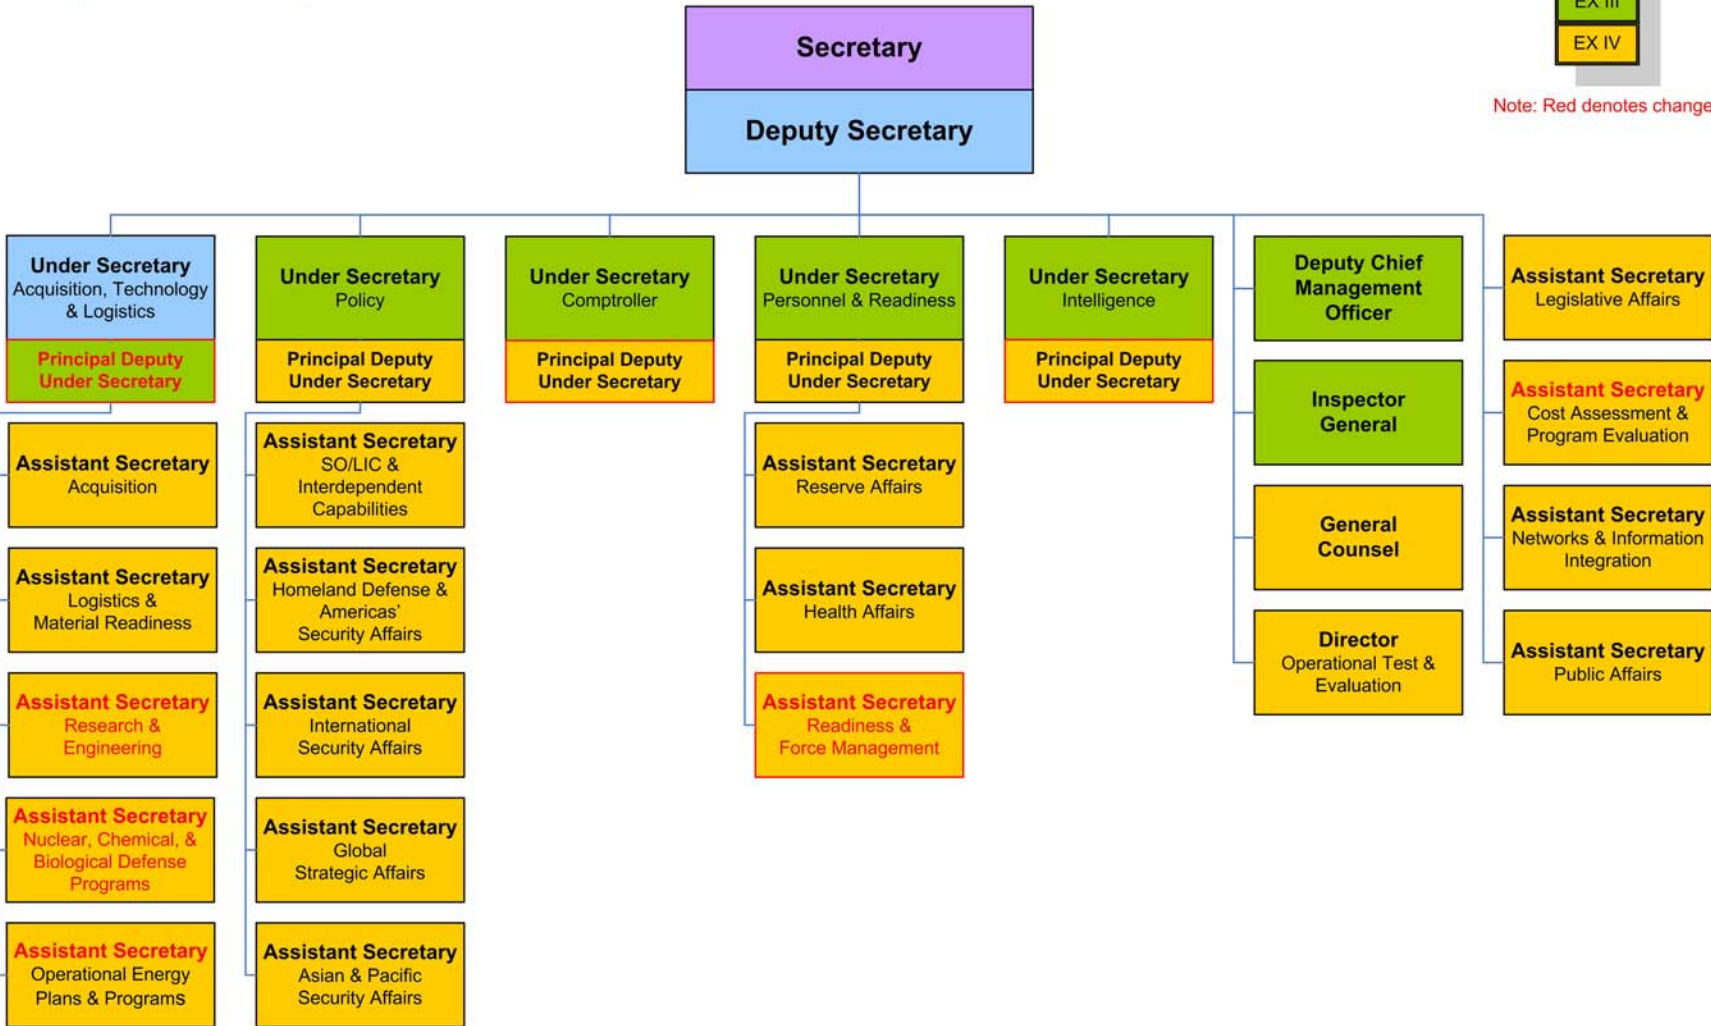 EX III
EX IV
Note: Red denotes change
Secretary
Deputy Secretary
Under Secretary
Acquisition, Technology
& Logistics
Principal Deputy
Under Secretary
Assistant Secretary
Acquisition
Assistant Secretary
Logistics &
Material Readiness
Assistant Secretary
Research &
Engineering
Assistant Secretary
Nuclear, Chemical, &
Biological Defense
Programs
Assistant Secretary
Operational Energy
Plans & Programs
Under Secretary
Policy
Principal Deputy
Under Secretary
Assistant Secretary
SO/LIC &
Interdependent
Capabilities
Assistant Secretary
Homeland Defense &
Americas'
Security Affairs
Assistant Secretary
International
Security Affairs
Assistant Secretary
Global
Strategic Affairs
Assistant Secretary
Asian & Pacific
Security Affairs
Under Secretary
Comptroller
Principal Deputy
Under Secretary
Under Secretary
Personnel & Readiness
Principal Deputy
Under Secretary
Assistant Secretary
Reserve Affairs
Assistant Secretary
Health Affairs
Assistant Secretary
Readiness &
Force Management
Under Secretary
Intelligence
Principal Deputy
Under Secretary
Deputy Chief
Management
Officer
Inspector
General
General
Counsel
Director
Operational Test &
Evaluation
Assistant Secretary
Legislative Affairs
Assistant Secretary
Cost Assessment &
Program Evaluation
Assistant Secretary
Networks & Information
Integration
Assistant Secretary
Public Affairs